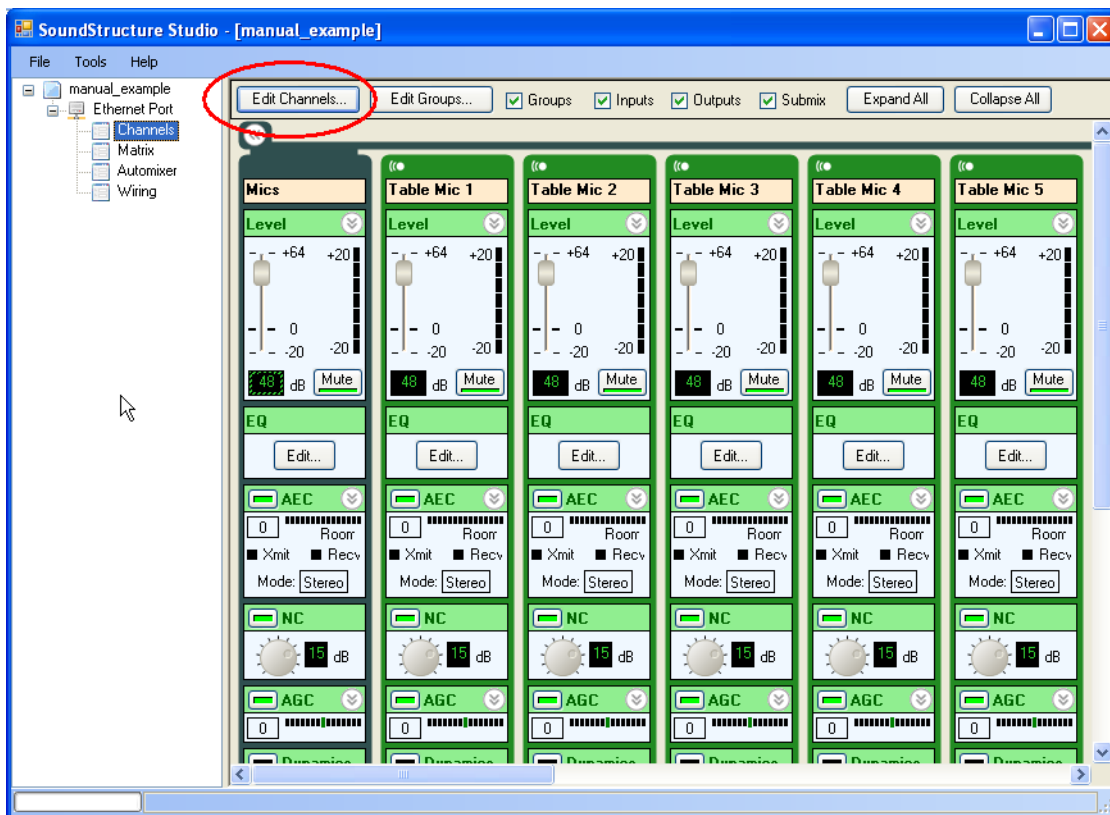 SoundStructure Studio - [manual_example]
File Tools Help
manual_example
Ethernet Port
Channels
Matrix
Automixer
Wiring
Edit Channels... Edit Groups... Groups Inputs Outputs Submix Expand All Collapse All
Mics Table Mic 1 Table Mic 2 Table Mic 3 Table Mic 4 Table Mic 5
Level Level Level Level Level Level
+64 +20 +64 +20 +64 +20 +64 +20 +64 +20 +64 +20
0 0 0 0 0 0
-20 -20 -20 -20 -20 -20 -20 -20 -20 -20 -20 -20
48 dB Mute 48 dB Mute 48 dB Mute 48 dB Mute 48 dB Mute 48 dB Mute
EQ EQ EQ EQ EQ EQ
Edit... Edit... Edit... Edit... Edit... Edit...
AEC AEC AEC AEC AEC AEC
0 Room 0 Room 0 Room 0 Room 0 Room 0 Room
Xmit Recv Xmit Recv Xmit Recv Xmit Recv Xmit Recv Xmit Recv
Mode: Stereo Mode: Stereo Mode: Stereo Mode: Stereo Mode: Stereo Mode: Stereo
NC NC NC NC NC NC
15 dB 15 dB 15 dB 15 dB 15 dB 15 dB
AGC AGC AGC AGC AGC AGC
0 0 0 0 0 0
Dynamics Dynamics Dynamics Dynamics Dynamics Dynamics